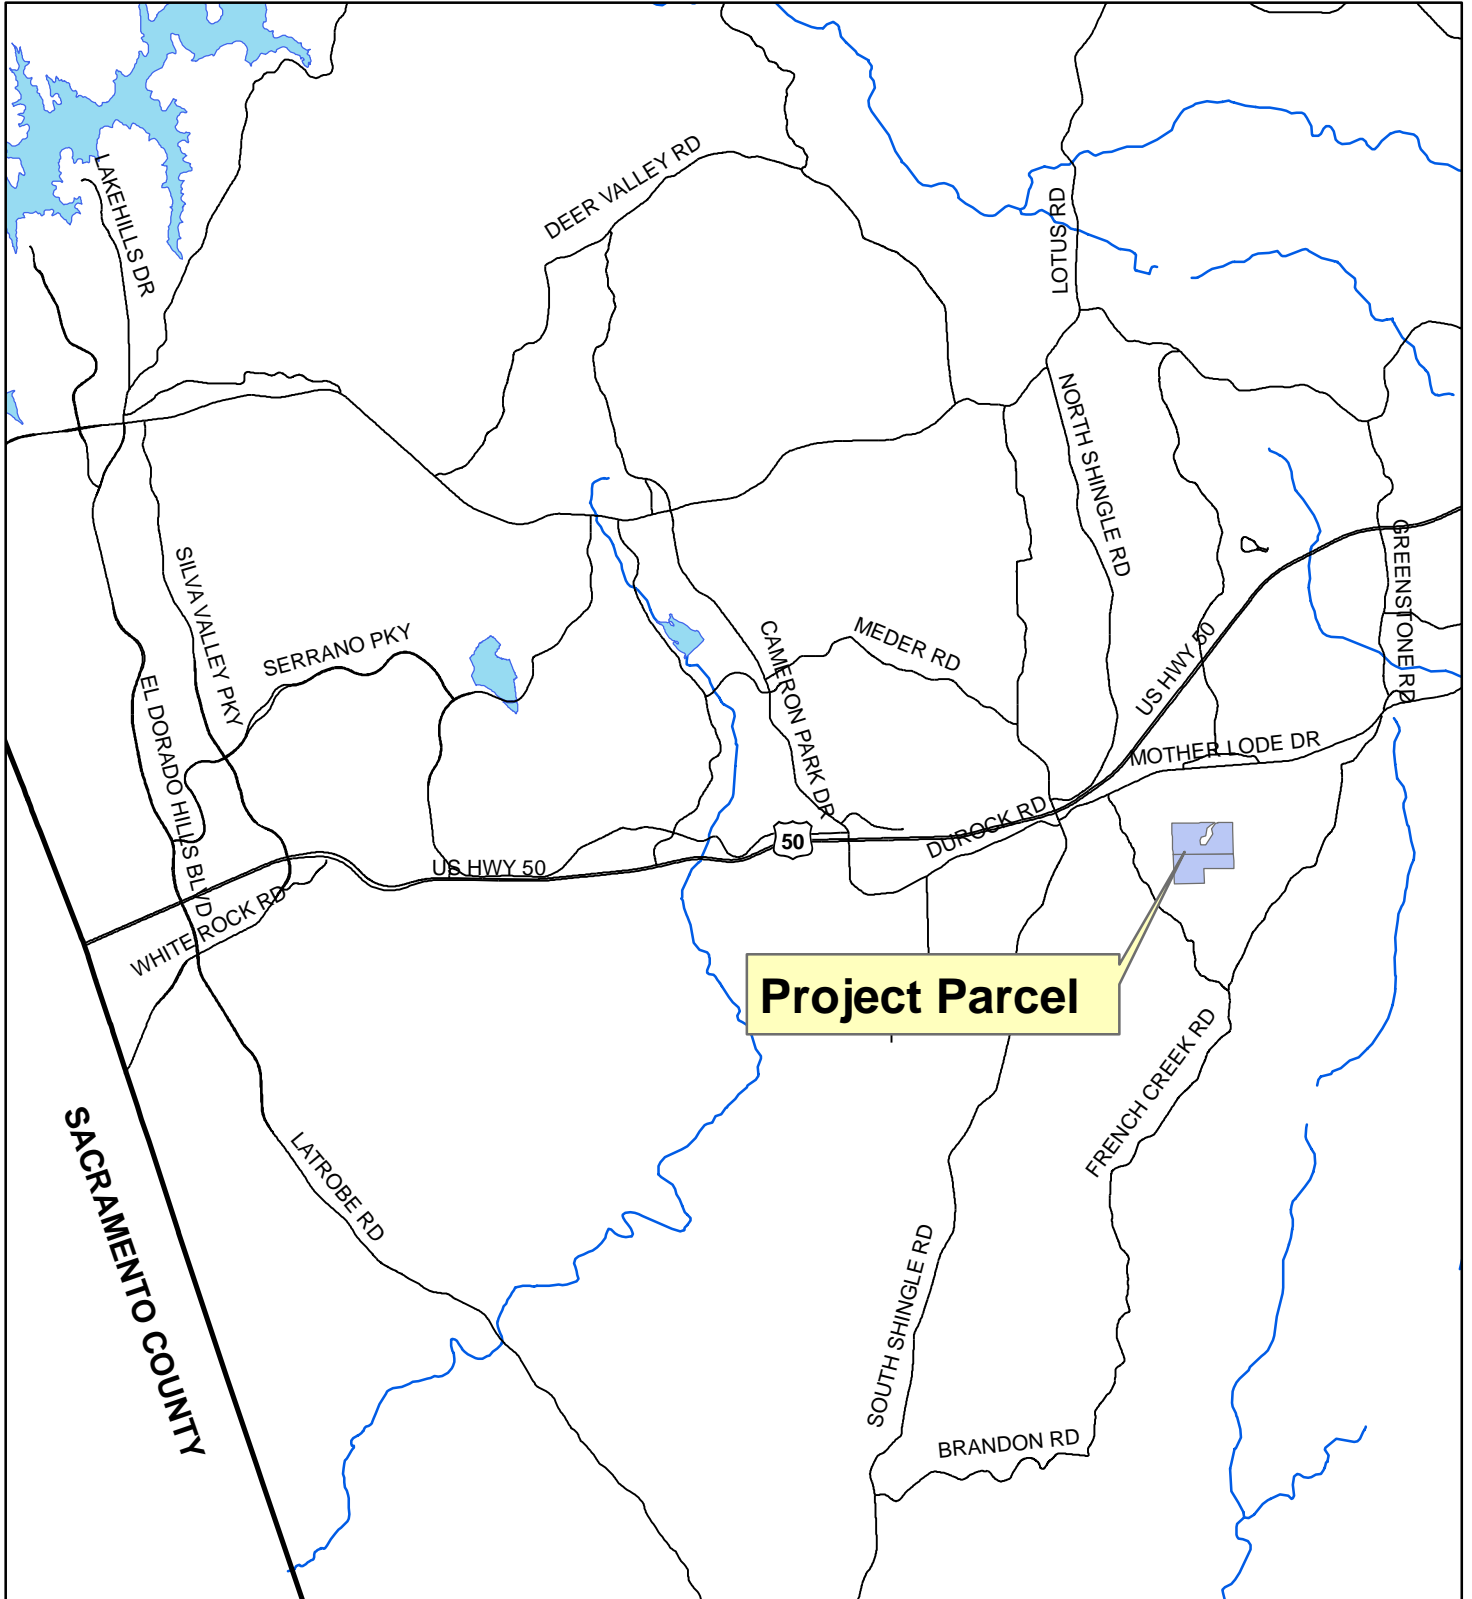 DEER VALLEY RD
LAKEHILLS DR
LOTUS RD
NORTH SHINGLE RD
GREENSTONE RD
SILVA VALLEY PKY
SERRANO PKY
CAMERON PARK DR
MEDER RD
US HWY 50
EL DORADO HILLS BLVD
MOTHER LODE DR
50
DUROCK RD
US HWY 50
WHITE ROCK RD
Project Parcel
FRENCH CREEK RD
SACRAMENTO COUNTY
LATROBE RD
SOUTH SHINGLE RD
BRANDON RD